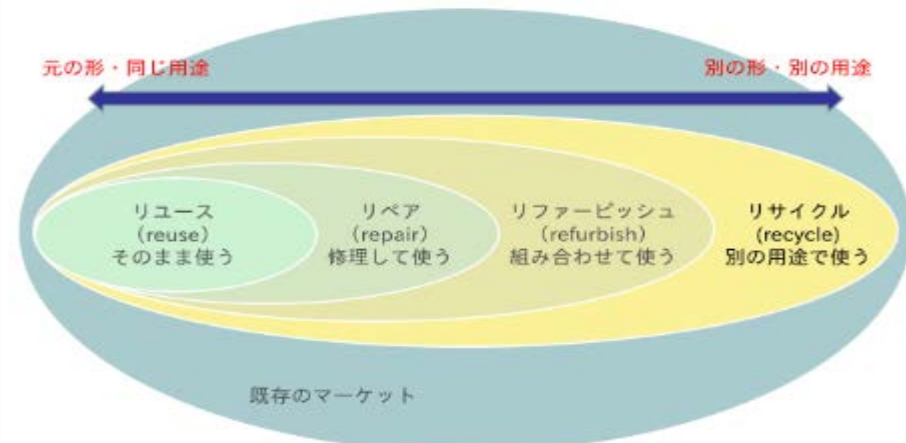 元の形・同じ用途
別の形・別の用途
リユース
(reuse)
そのまま使う
リペア
(repair)
修理して使う
リファービッシュ
(refurbish)
組み合わせて使う
リサイクル
(recycle)
別の用途で使う
既存のマーケット